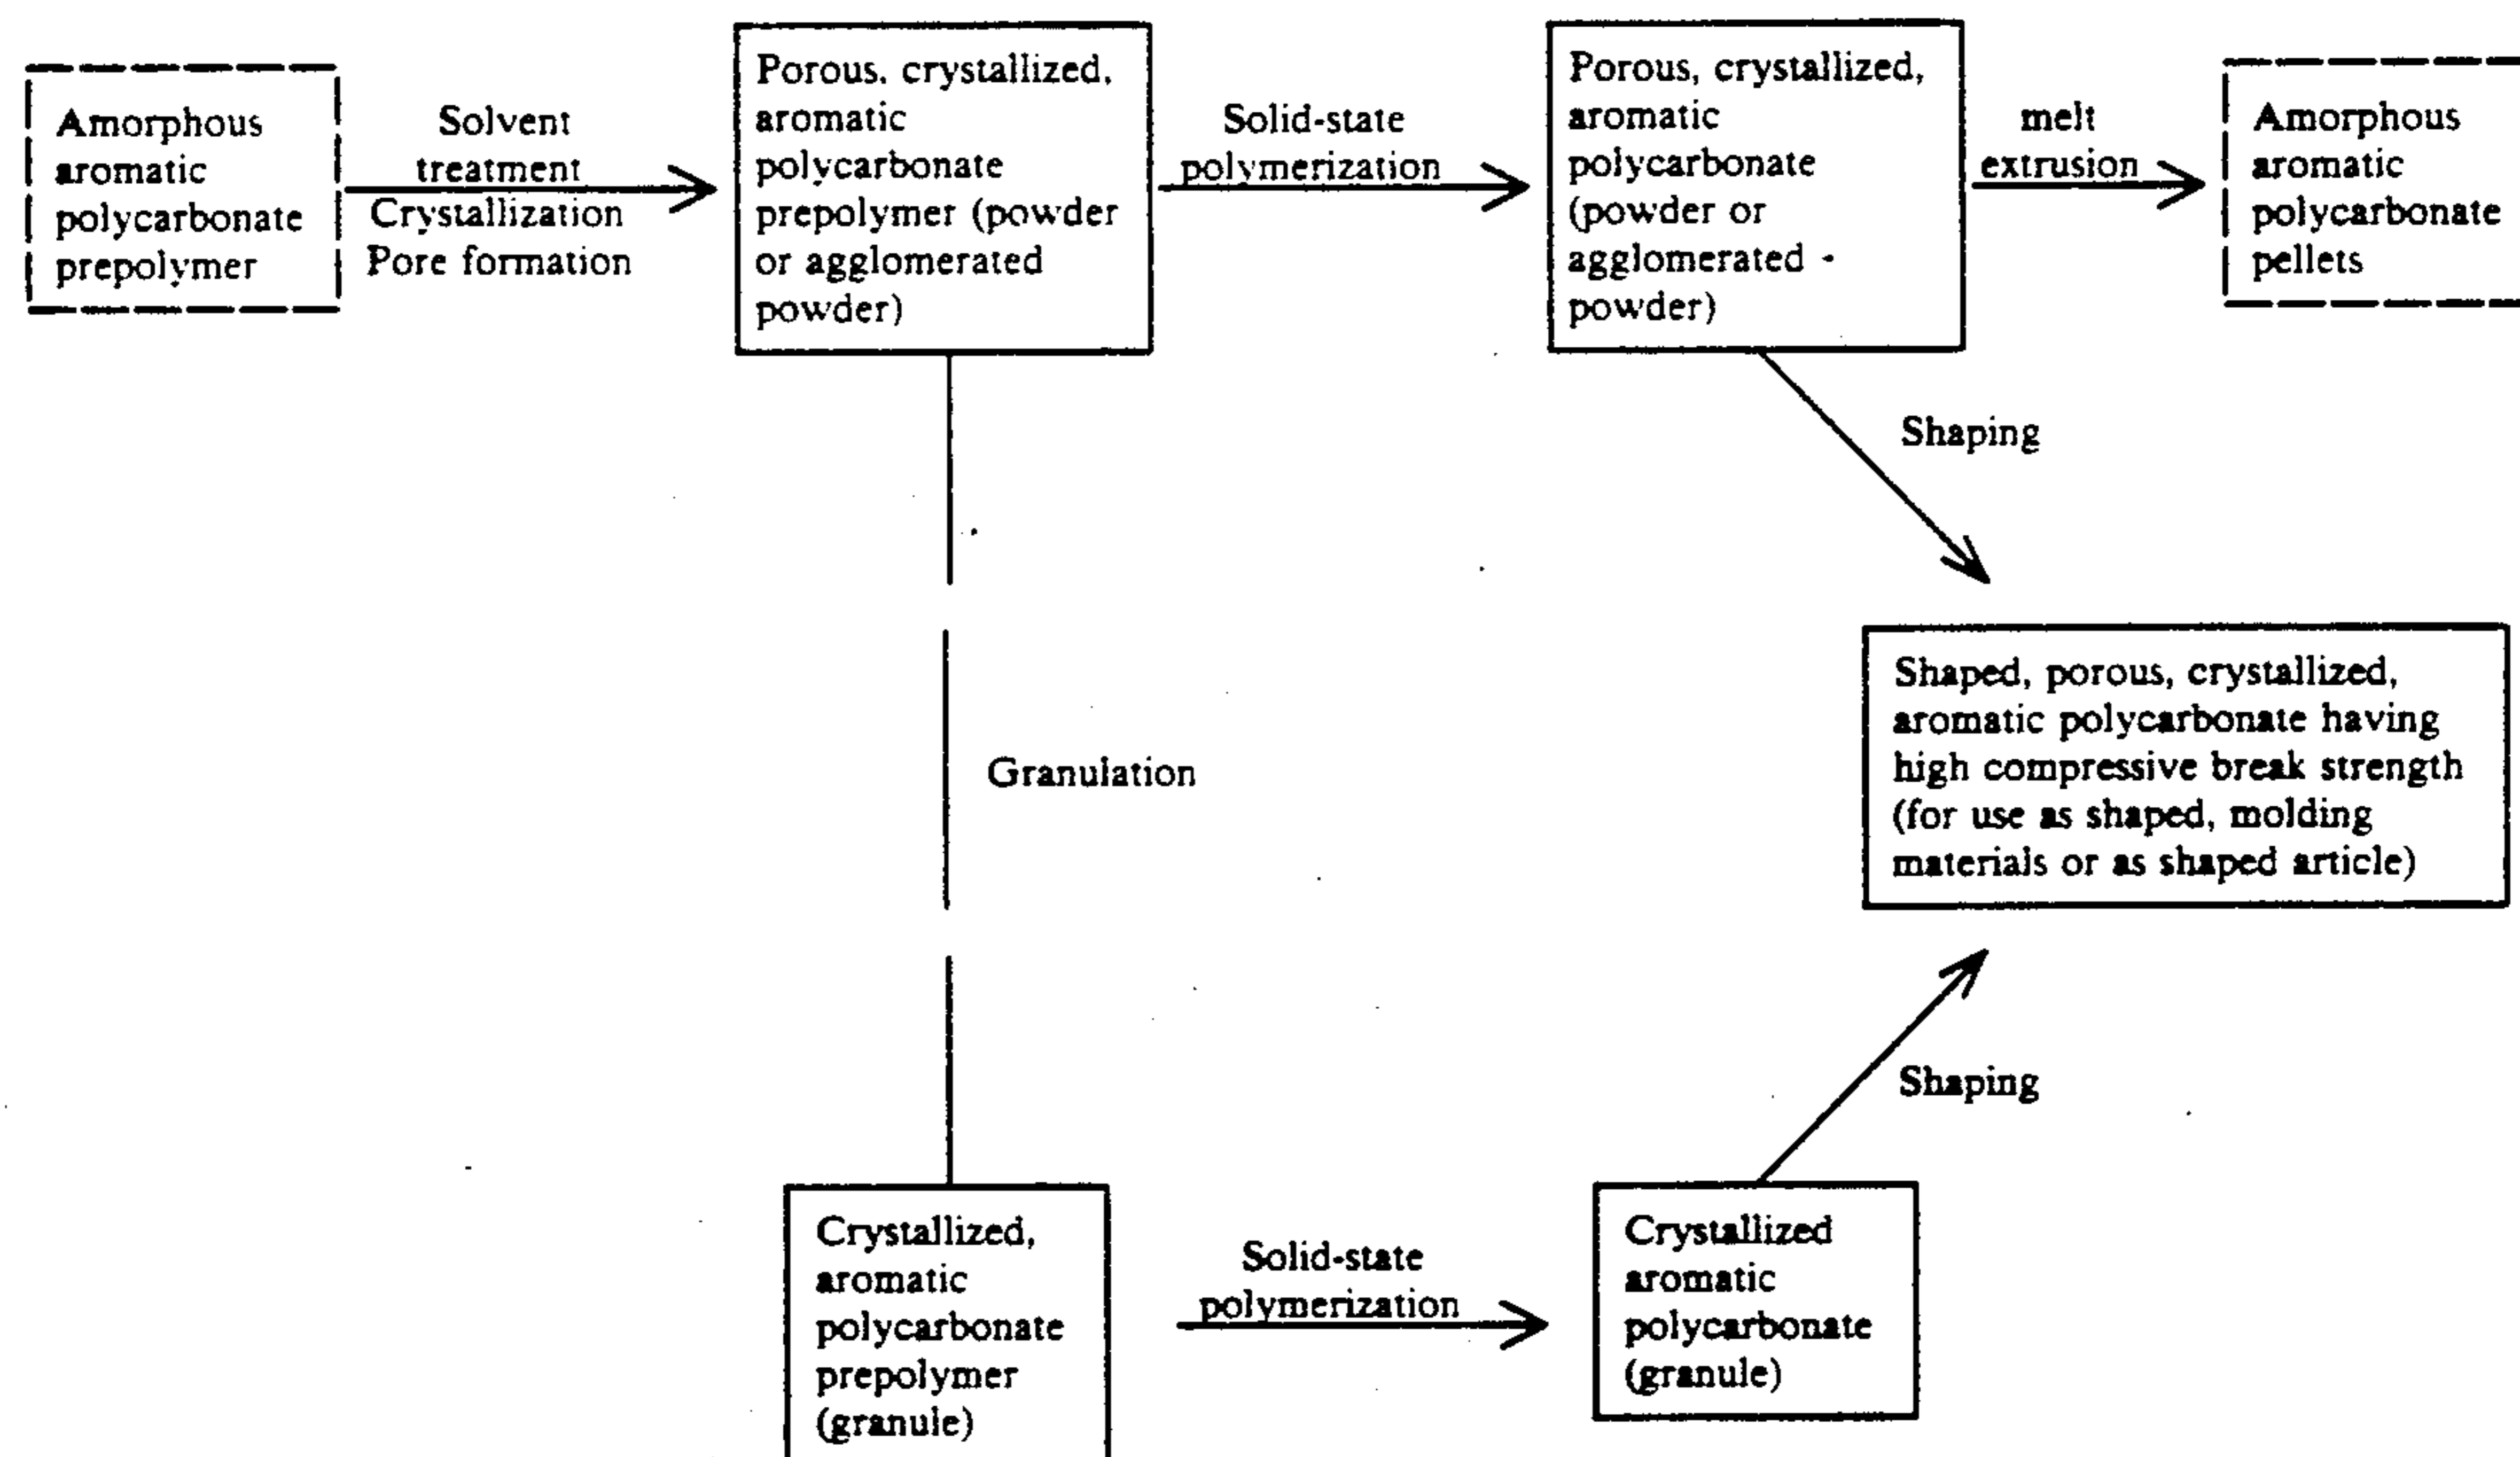 Amorphous
aromatic
polycarbonate
prepolymer
Solvent
treatment
Crystallization
Pore formation
Porous, crystallized,
aromatic
polycarbonate
prepolymer (powder
or agglomerated
powder)
Solid-state
polymerization
Porous, crystallized,
aromatic
polycarbonate
(powder or
agglomerated
powder)
melt
extrusion
Amorphous
aromatic
polycarbonate
pellets
Shaping
Granulation
Shaped, porous, crystallized,
aromatic polycarbonate having
high compressive break strength
(for use as shaped, molding
materials or as shaped article)
Shaping
Crystallized,
aromatic
polycarbonate
prepolymer
(granule)
Solid-state
polymerization
Crystallized
aromatic
polycarbonate
(granule)